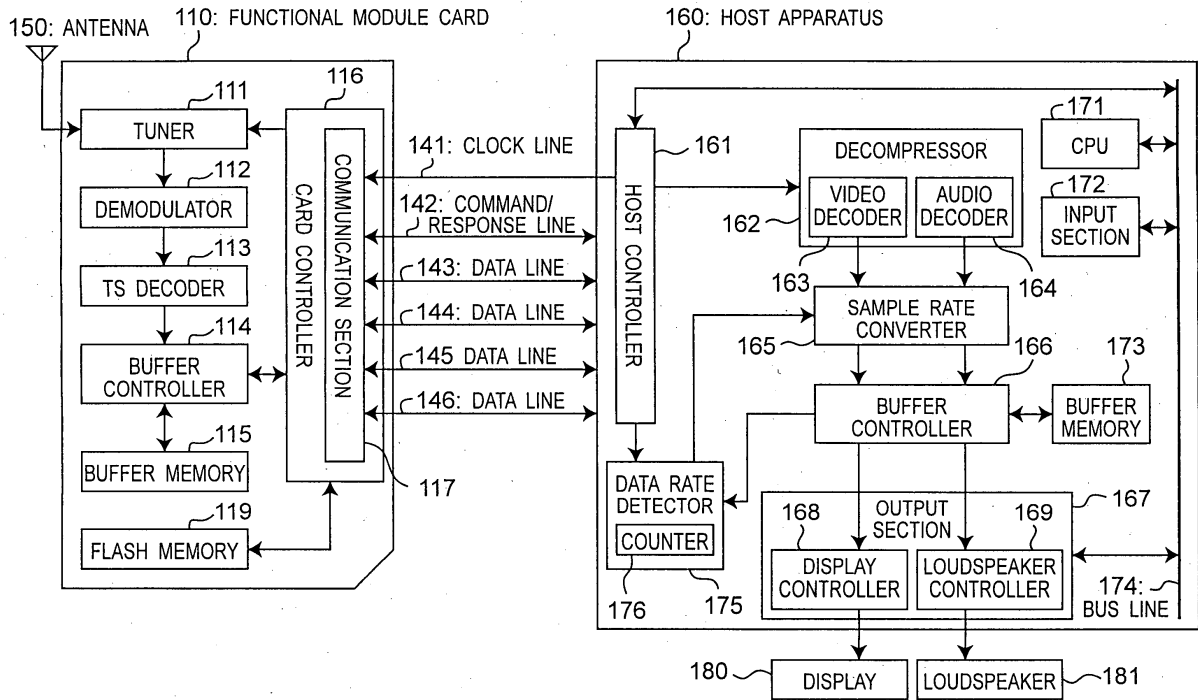 150: ANTENNA
110: FUNCTIONAL MODULE CARD
111
TUNER
112
DEMODULATOR
113
TS DECODER
114
BUFFER
CONTROLLER
115
BUFFER MEMORY
119
FLASH MEMORY
116
CARD CONTROLLER
COMMUNICATION SECTION
117
141: CLOCK LINE
142: COMMAND/
RESPONSE LINE
143: DATA LINE
144: DATA LINE
145 DATA LINE
146: DATA LINE
160: HOST APPARATUS
161
HOST CONTROLLER
DECOMPRESSOR
VIDEO
DECODER
AUDIO
DECODER
162
163
164
SAMPLE RATE
CONVERTER
165
166
BUFFER
CONTROLLER
173
BUFFER
MEMORY
171
CPU
172
INPUT
SECTION
DATA RATE
DETECTOR
COUNTER
176
175
167
OUTPUT
SECTION
168
DISPLAY
CONTROLLER
169
LOUDSPEAKER
CONTROLLER
174:
BUS LINE
180
DISPLAY
LOUDSPEAKER
181